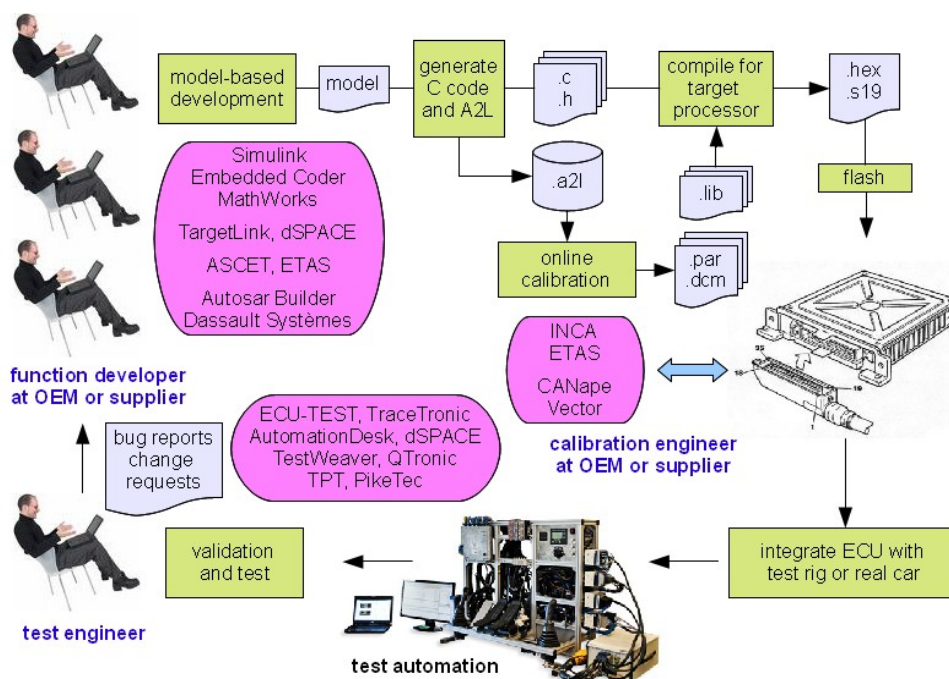 model-based
development
model
generate
C code
and A2L
.c
.h
compile for
target
processor
.hex
.s19
Simulink
Embedded Coder
MathWorks
TargetLink, dSPACE
ASCET, ETAS
Autosar Builder
Dassault Systèmes
.a2l
.lib
flash
online
calibration
.par
.dcm
function developer
at OEM or supplier
INCA
ETAS
CANape
Vector
calibration engineer
at OEM or supplier
19
1
bug reports
change
requests
ECU-TEST, TraceTronic
AutomationDesk, dSPACE
TestWeaver, QTronic
TPT, PikeTec
validation
and test
integrate ECU with
test rig or real car
test engineer
test automation